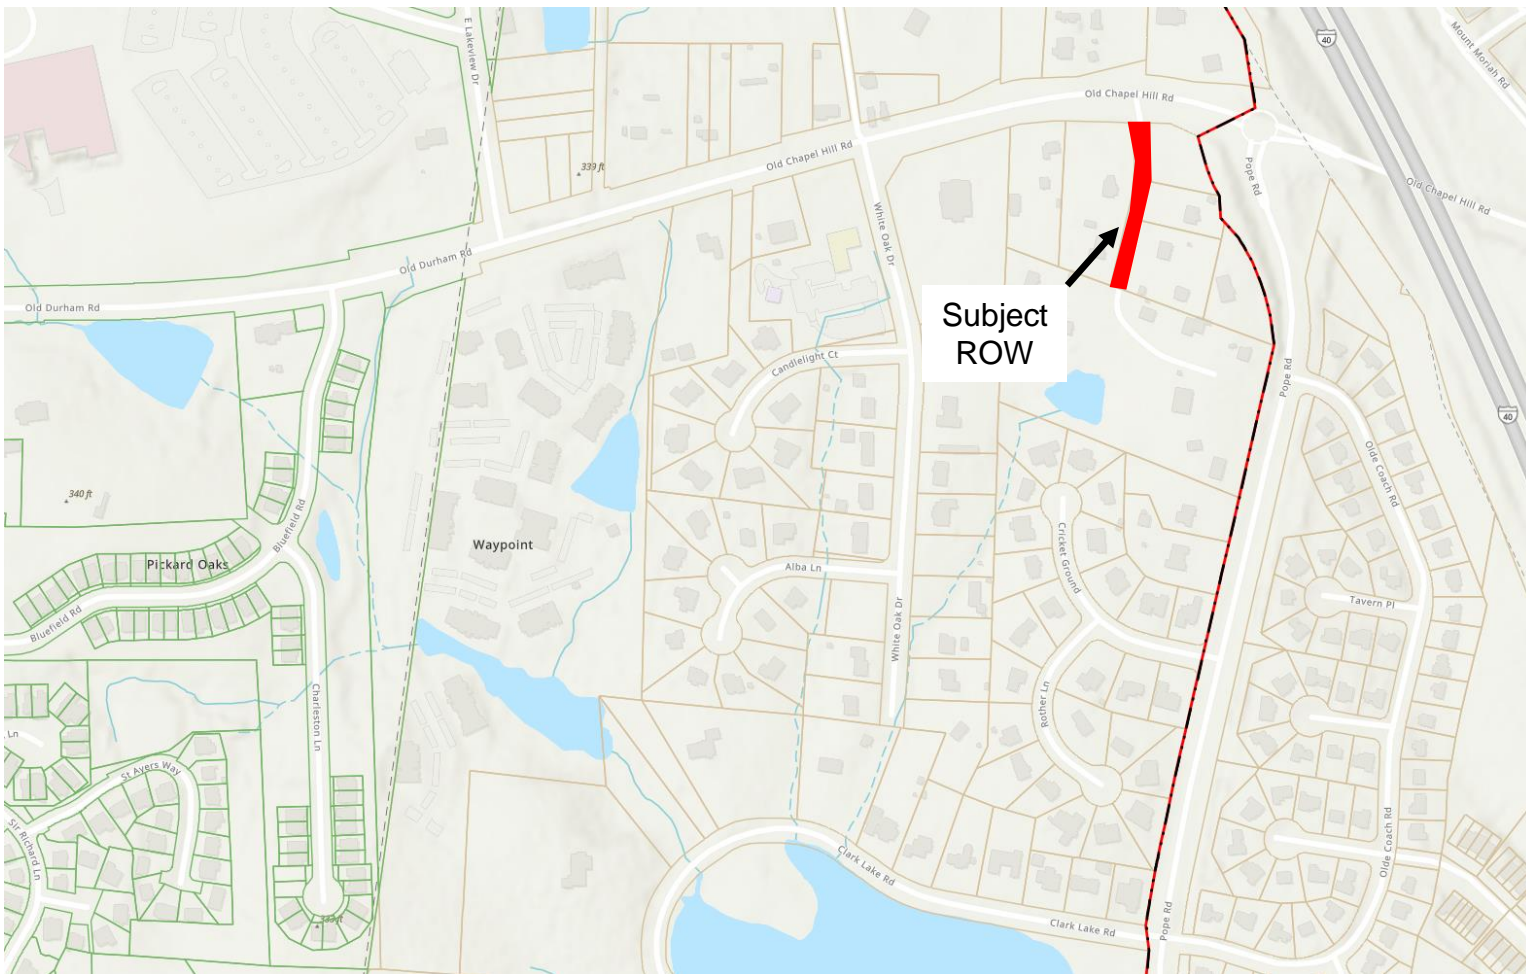 E Lakeview Dr
40
Mount Moriah Rd
Old Chapel Hill Rd
Old Chapel Hill Rd
339 ft
Pope Rd
Old Chapel Hill Rd
White Oak Dr
Old Durham Rd
Old Durham Rd
Subject
ROW
Candlelight Ct
Pope Rd
40
Olde Coach Rd
340 ft
Bluefield Rd
Waypoint
Pickard Oaks
Cricket Ground
Alba Ln
Tavern Pl
Bluefield Rd
White Oak Dr
Charleston Ln
Rother Ln
Ln
St Ayers Way
Sir Richard Ln
Clark Lake Rd
Olde Coach Rd
Clark Lake Rd
Pope Rd